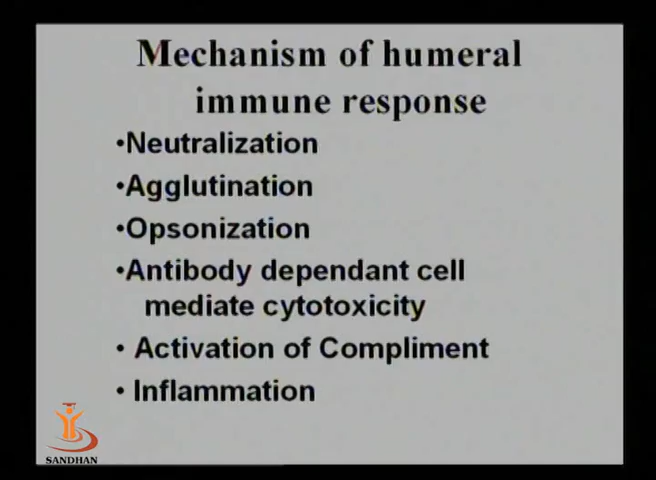 Mechanism of humeral
immune response
•Neutralization
•Agglutination
•Opsonization
•Antibody dependant cell
mediate cytotoxicity
• Activation of Compliment
• Inflammation
SANDHAN